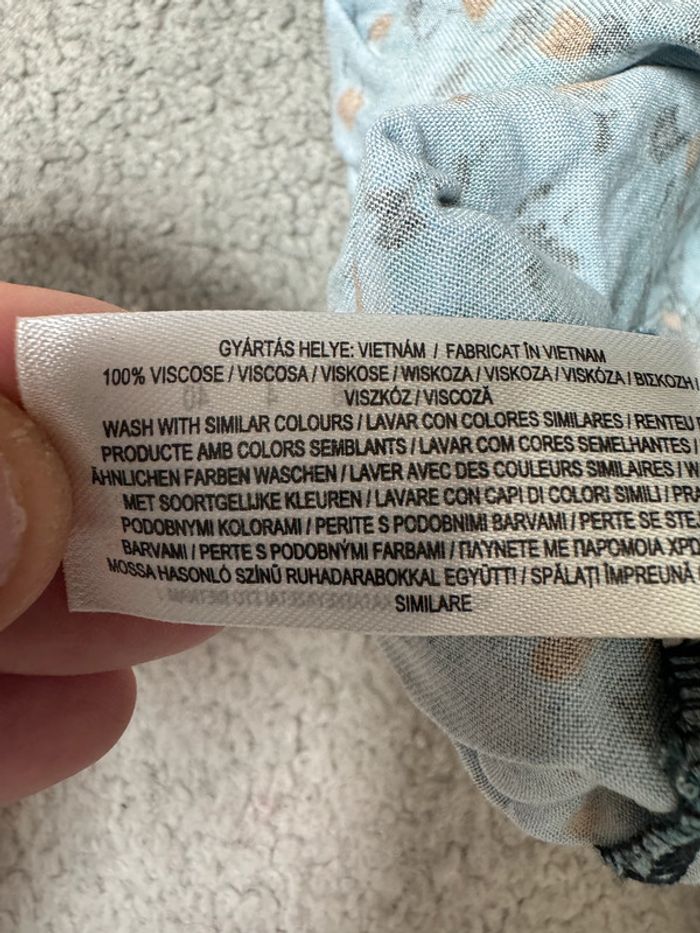 GYÁRTÁS HELYE: VIETNÁM / FABRICAT ÎN VIETNAM
100% VISCOSE / VISCOSA / VISKOSE / WISKOZA / VISKOZA / VISKÓZA / ΒΙΣΚΟΖΗ /
VISZKÓZ / VISCOZĂ
WASH WITH SIMILAR COLOURS / LAVAR CON COLORES SIMILARES / RENTEU
PRODUCTE AMB COLORS SEMBLANTS / LAVAR COM CORES SEMELHANTES /
ÄHNLICHEN FARBEN WASCHEN / LAVER AVEC DES COULEURS SIMILAIRES /
MET SOORTGELIJKE KLEUREN / LAVARE CON CAPI DI COLORI SIMILI /
PODOBNYMI KOLORAMI / PERITE S PODOBNIMI BARVAMI / PERTE SE
BARVAMI / PERTE S PODOBNÝMI FARBAMI / ΠΛΥΝΕΤΕ ΜΕ ΠΑΡΟΜΟΙΑ
MOSSA HASONLÓ SZÍNŰ RUHADARABOKKAL EGYÜTT! / SPĂLAȚI ÎMPREUNĂ
SIMILARE